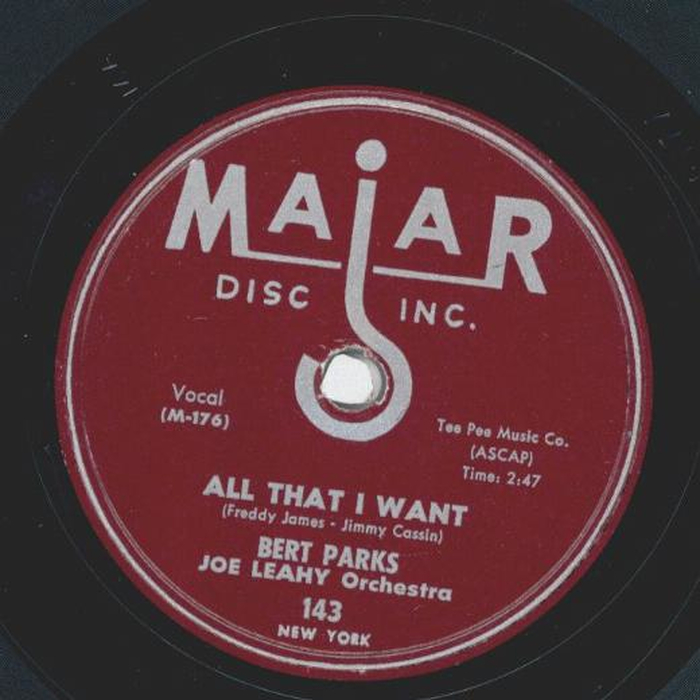 MAjAR
DISC INC.
Vocal
(M-176)
Tee Pee Music Co.
(ASCAP)
Time: 2:47
ALL THAT I WANT
(Freddy James - Jimmy Cassin)
BERT PARKS
JOE LEAHY Orchestra
143
NEW YORK